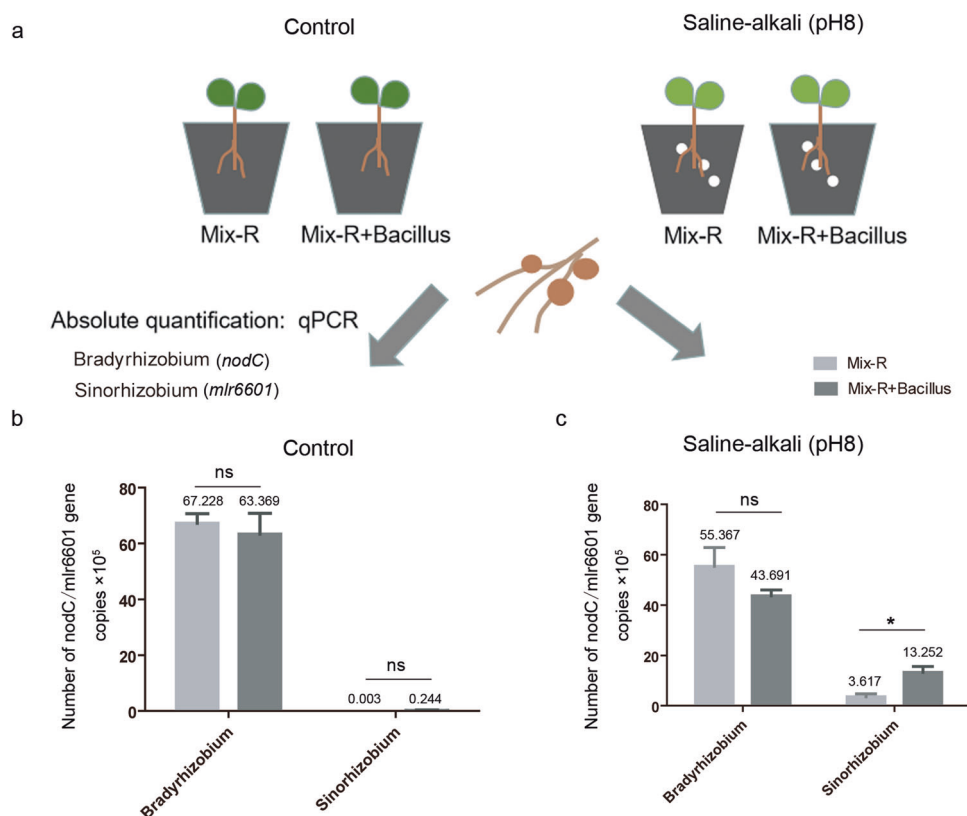 a
Control
Saline-alkali (pH8)
Mix-R
Mix-R+Bacillus
Mix-R
Mix-R+Bacillus
Absolute quantification: qPCR
Bradyrhizobium (nodC)
Sinorhizobium (mlr6601)
Mix-R
Mix-R+Bacillus
b
Control
Number of nodC/mlr6601 gene
copies ×10⁵
80
60
40
20
0
ns
67.228
63.369
ns
0.003
0.244
Bradyrhizobium
Sinorhizobium
c
Saline-alkali (pH8)
Number of nodC/mlr6601 gene
copies ×10⁵
80
60
40
20
0
ns
55.367
43.691
*
3.617
13.252
Bradyrhizobium
Sinorhizobium